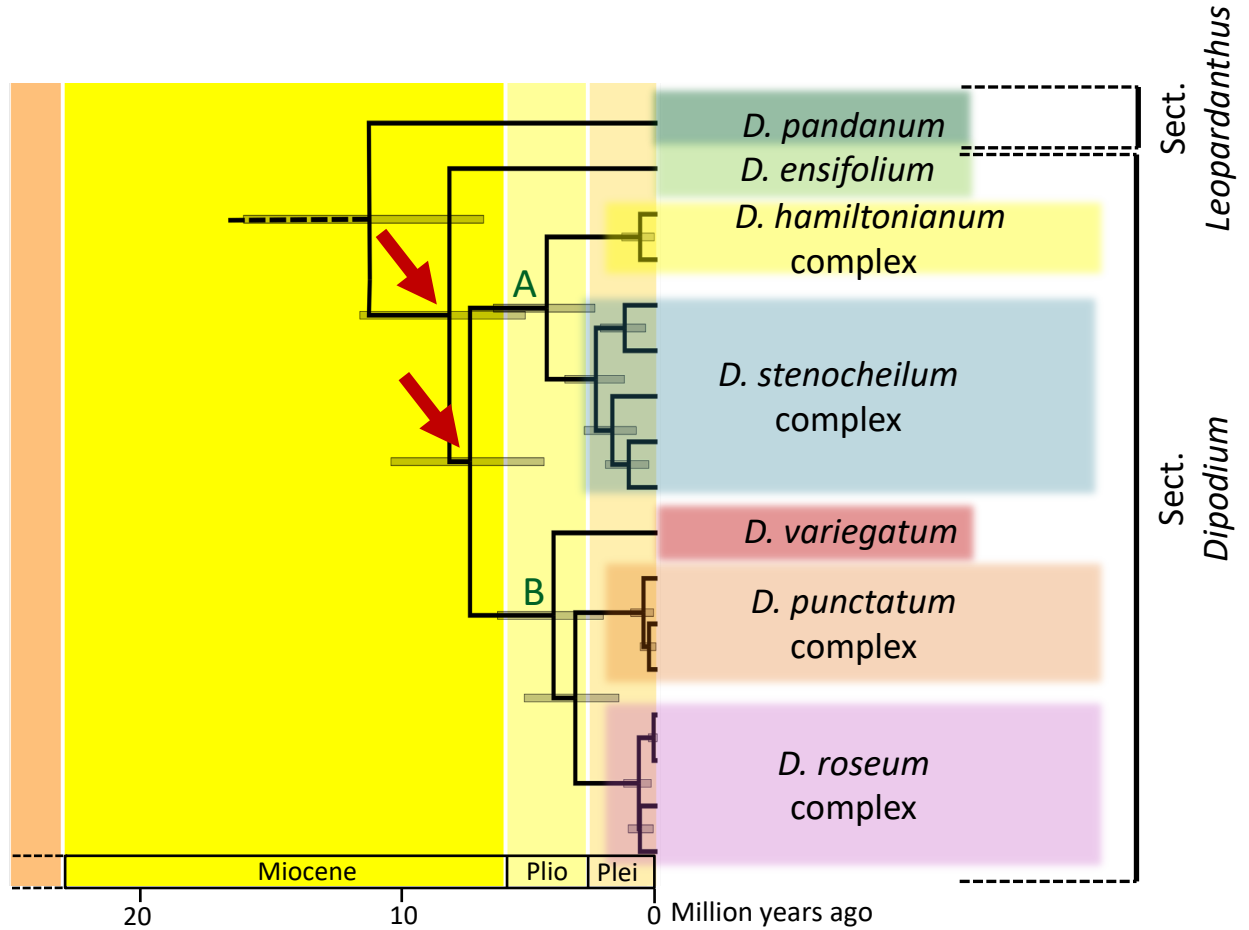 D. pandanum
Sect.
Leopardanthus
D. ensifolium
D. hamiltonianum
complex
A
D. stenocheilum
complex
Sect.
Dipodium
D. variegatum
B
D. punctatum
complex
D. roseum
complex
Miocene
Plio
Plei
20
10
0
Million years ago